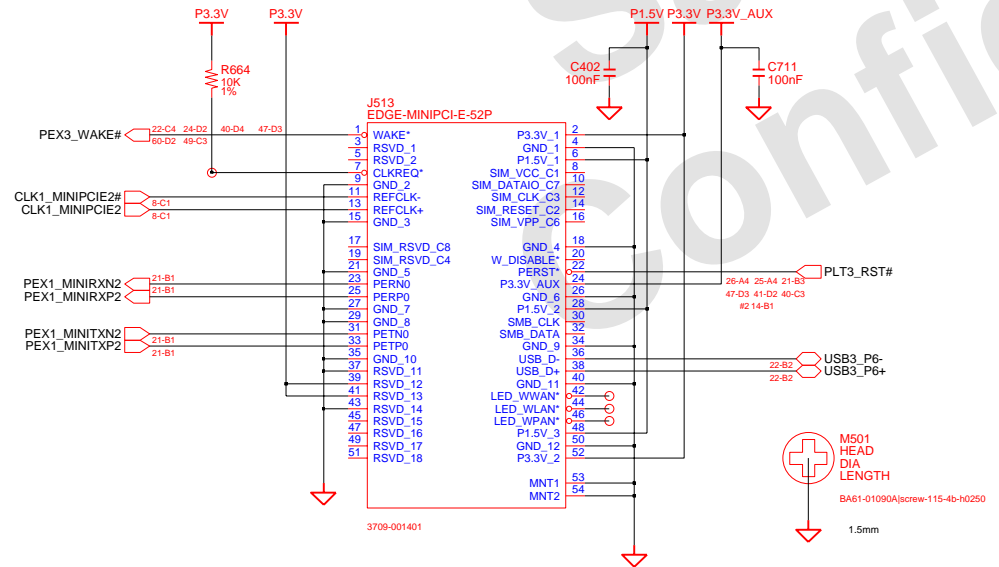 P3.3V P3.3V P1.5V P3.3V P3.3V_AUX
R664
10K
1%
C402
100nF
C711
100nF
J513
EDGE-MINIPCI-E-52P
PEX3_WAKE# 22-C4 24-D2 40-D4 47-D3
60-D2 49-C3
CLK1_MINIPCIE2#
8-C1
CLK1_MINIPCIE2
8-C1
PEX1_MINIRXN2
21-B1
PEX1_MINIRXP2
21-B1
PEX1_MINITXN2
21-B1
PEX1_MINITXP2
21-B1
1 WAKE*
3 RSVD_1
5 RSVD_2
7 CLKREQ*
9 GND_2
11 REFCLK-
13 REFCLK+
15 GND_3
17 SIM_RSVD_C8
19 SIM_RSVD_C4
21 GND_5
23 PERN0
25 PERP0
27 GND_7
29 GND_8
31 PETN0
33 PETP0
35 GND_10
37 RSVD_11
39 RSVD_12
41 RSVD_13
43 RSVD_14
45 RSVD_15
47 RSVD_16
49 RSVD_17
51 RSVD_18
P3.3V_1 2
GND_1 4
P1.5V_1 6
SIM_VCC_C1 8
SIM_DATAIO_C7 10
SIM_CLK_C3 12
SIM_RESET_C2 14
SIM_VPP_C6 16
GND_4 18
W_DISABLE* 20
PERST* 22
P3.3V_AUX 24
GND_6 26
P1.5V_2 28
SMB_CLK 30
SMB_DATA 32
GND_9 34
USB_D- 36
USB_D+ 38
GND_11 40
LED_WWAN* 42
LED_WLAN* 44
LED_WPAN* 46
P1.5V_3 48
GND_12 50
P3.3V_2 52
MNT1 53
MNT2 54
3709-001401
PLT3_RST#
26-A4 25-A4 21-B3
47-D3 41-D2 40-C3
#2 14-B1
USB3_P6-
22-B2
USB3_P6+
22-B2
M501
HEAD
DIA
LENGTH
BA61-01090A|screw-115-4b-h0250
1.5mm